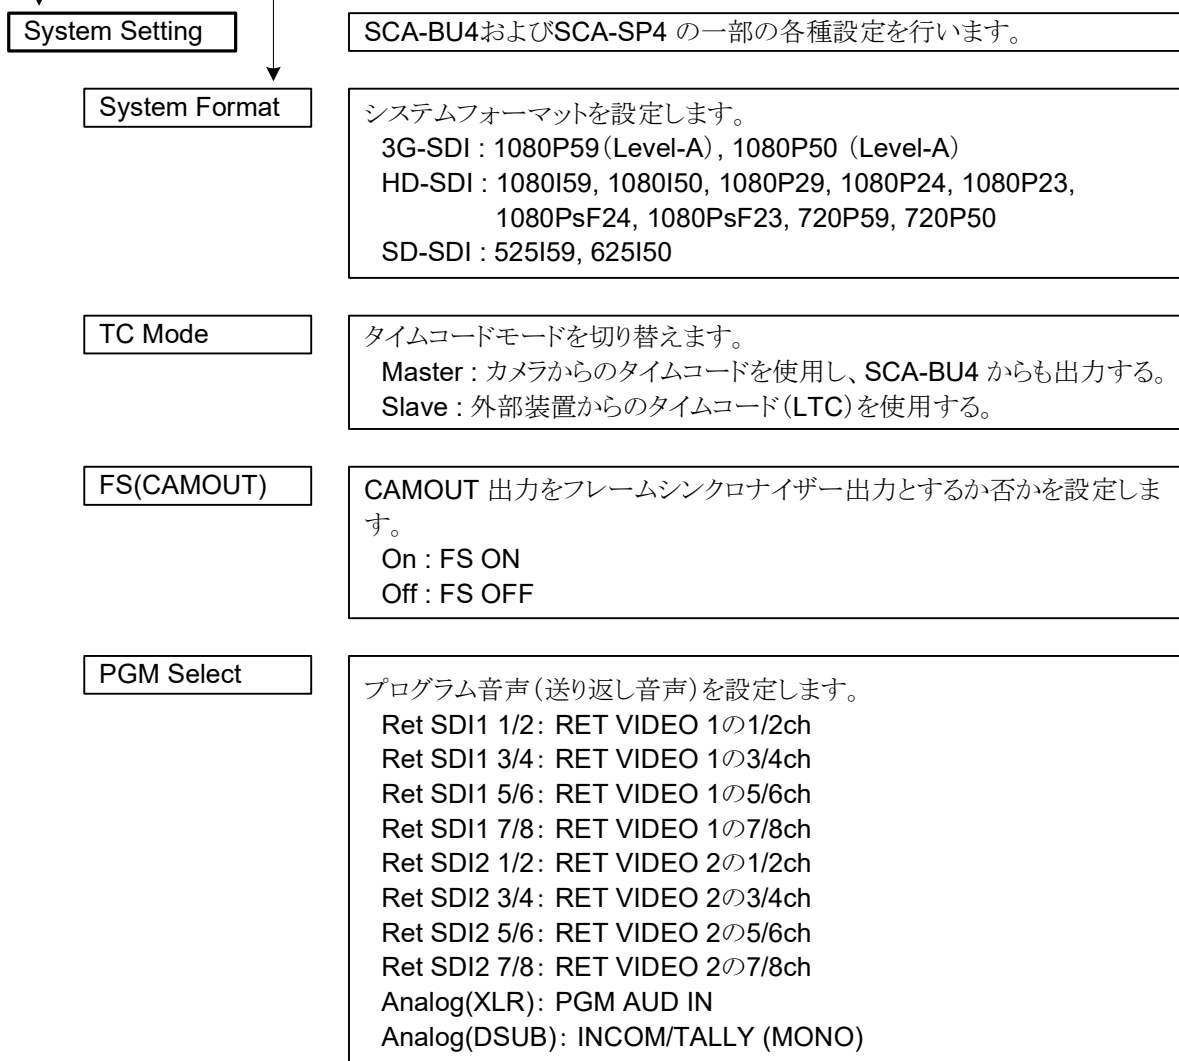 System Setting
SCA-BU4およびSCA-SP4 の一部の各種設定を行います。
System Format
システムフォーマットを設定します。
3G-SDI : 1080P59（Level-A）, 1080P50 （Level-A）
HD-SDI : 1080I59, 1080I50, 1080P29, 1080P24, 1080P23,
1080PsF24, 1080PsF23, 720P59, 720P50
SD-SDI : 525I59, 625I50
TC Mode
タイムコードモードを切り替えます。
Master : カメラからのタイムコードを使用し、SCA-BU4 からも出力する。
Slave : 外部装置からのタイムコード（LTC）を使用する。
FS(CAMOUT)
CAMOUT 出力をフレームシンクロナイザー出力とするか否かを設定しま
す。
On : FS ON
Off : FS OFF
PGM Select
プログラム音声（送り返し音声）を設定します。
Ret SDI1 1/2： RET VIDEO 1の1/2ch
Ret SDI1 3/4： RET VIDEO 1の3/4ch
Ret SDI1 5/6： RET VIDEO 1の5/6ch
Ret SDI1 7/8： RET VIDEO 1の7/8ch
Ret SDI2 1/2： RET VIDEO 2の1/2ch
Ret SDI2 3/4： RET VIDEO 2の3/4ch
Ret SDI2 5/6： RET VIDEO 2の5/6ch
Ret SDI2 7/8： RET VIDEO 2の7/8ch
Analog(XLR)： PGM AUD IN
Analog(DSUB)： INCOM/TALLY (MONO)